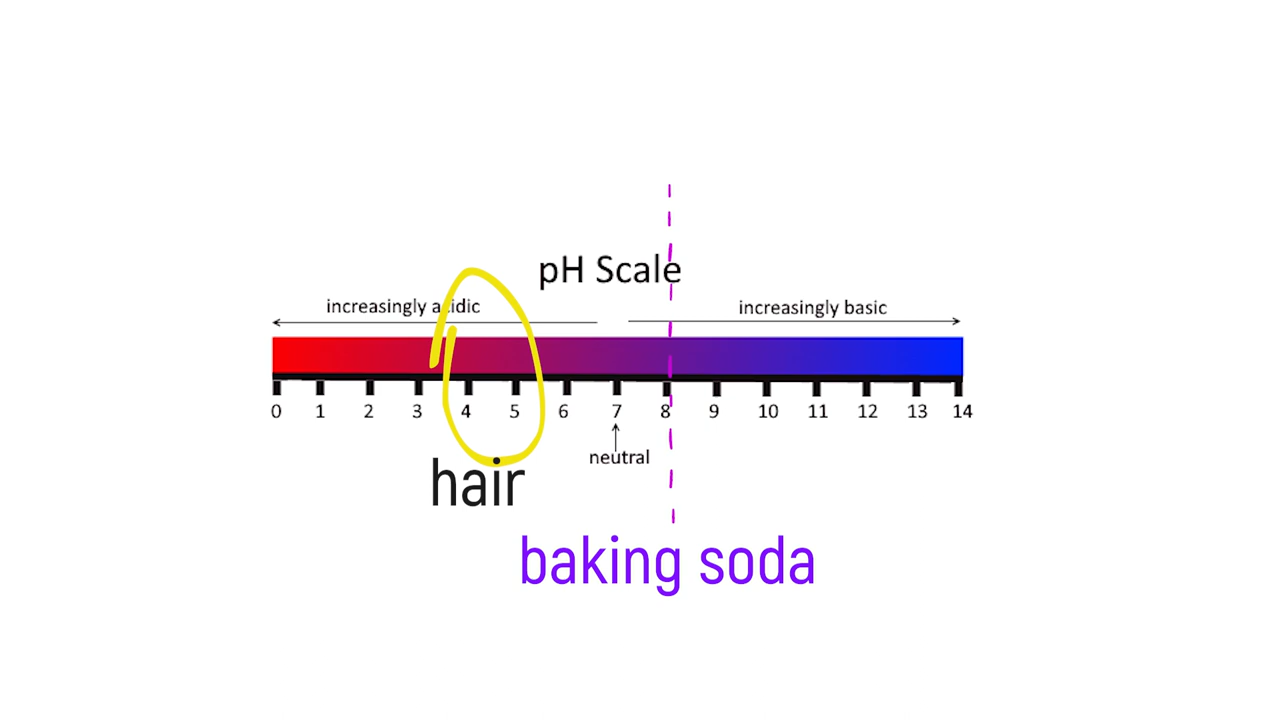 pH Scale
increasingly acidic increasingly basic
0 1 2 3 4 5 6 7 8 9 10 11 12 13 14
neutral
hair
baking soda